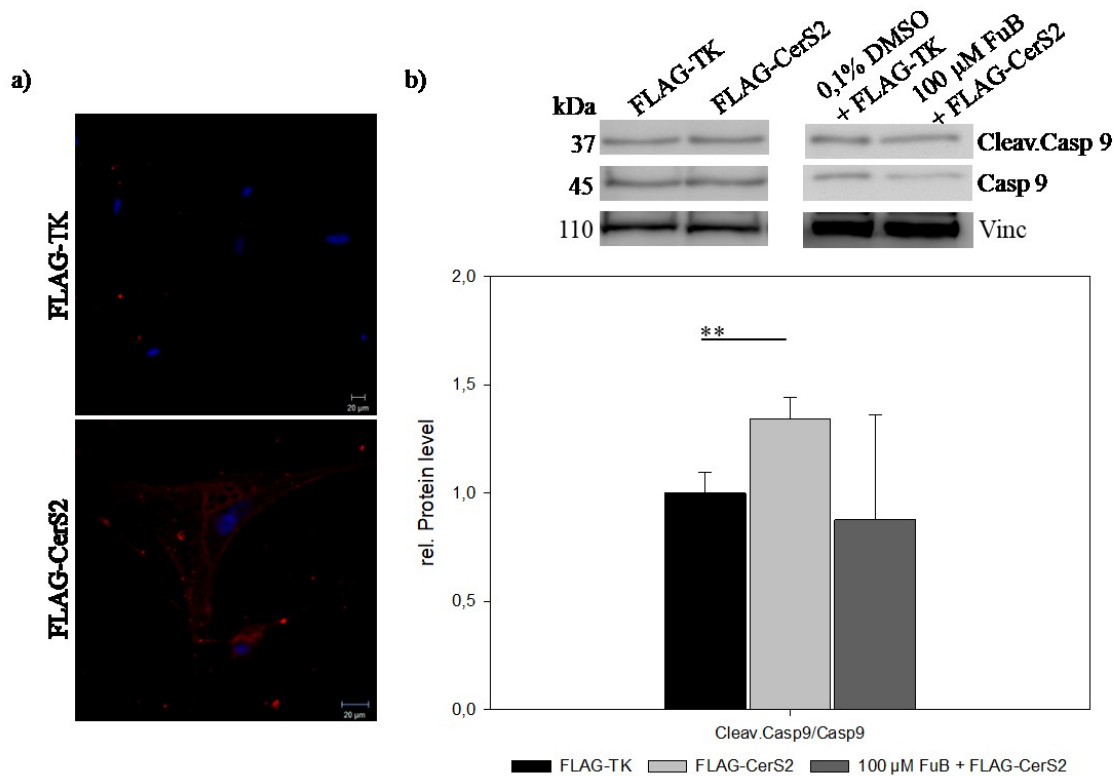 a)
FLAG-TK
20 µm
FLAG-CerS2
20 µm
b)
kDa
FLAG-TK
FLAG-CerS2
0,1% DMSO
+ FLAG-TK
100 µM FuB
+ FLAG-CerS2
37
Cleav.Casp 9
45
Casp 9
110
Vinc
rel. Protein level
2,0
1,5
1,0
0,5
0,0
**
Cleav.Casp9/Casp9
FLAG-TK
FLAG-CerS2
100 µM FuB + FLAG-CerS2